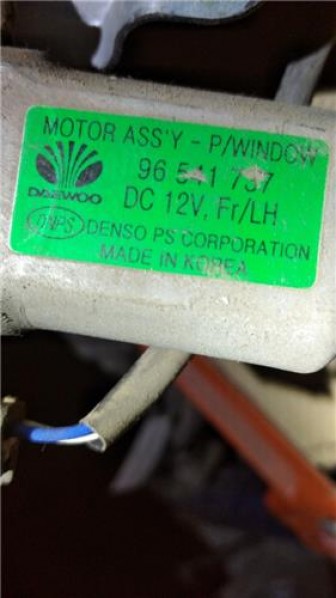 MOTOR ASS'Y - P/WINDOW
96 541 737
DAEWOO
DC 12V, Fr/LH
DNPS DENSO PS CORPORATION
MADE IN KOREA